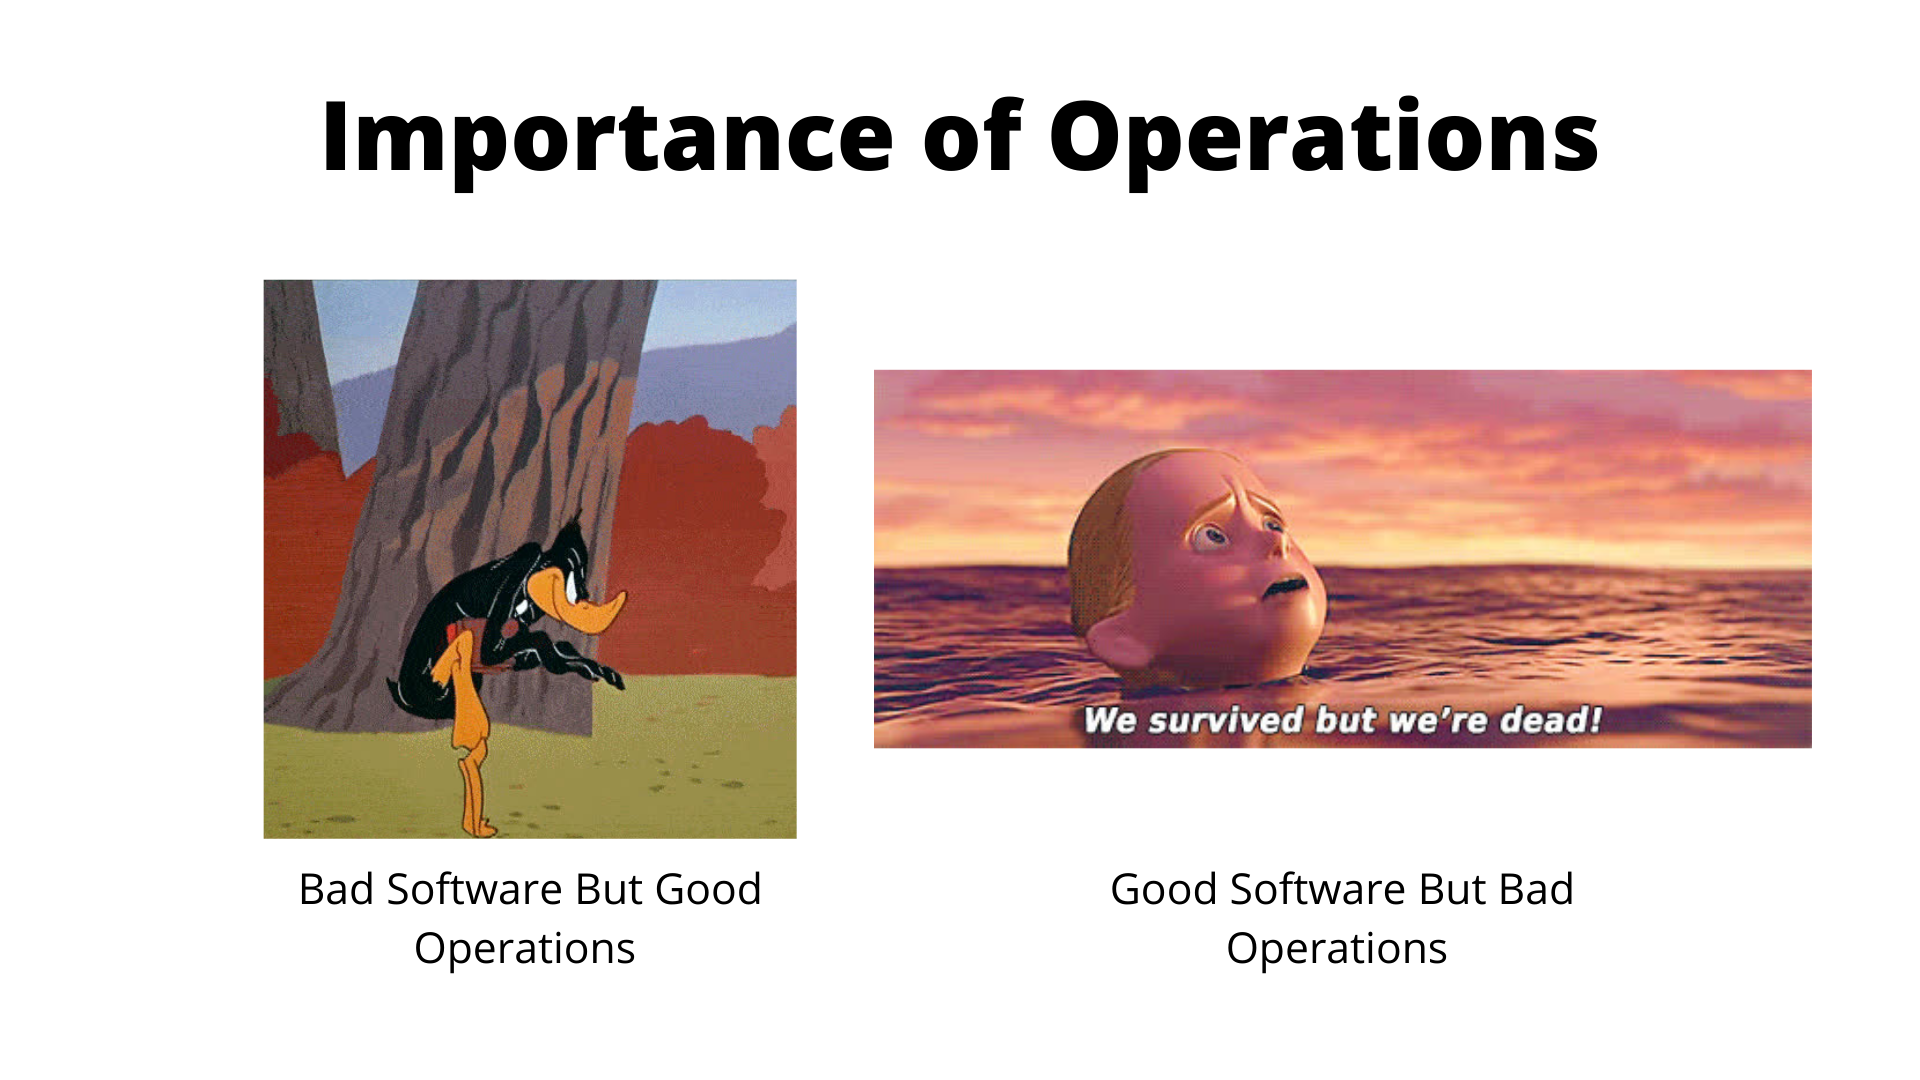 Importance of Operations
We survived but we're dead!
Bad Software But Good
Operations
Good Software But Bad
Operations